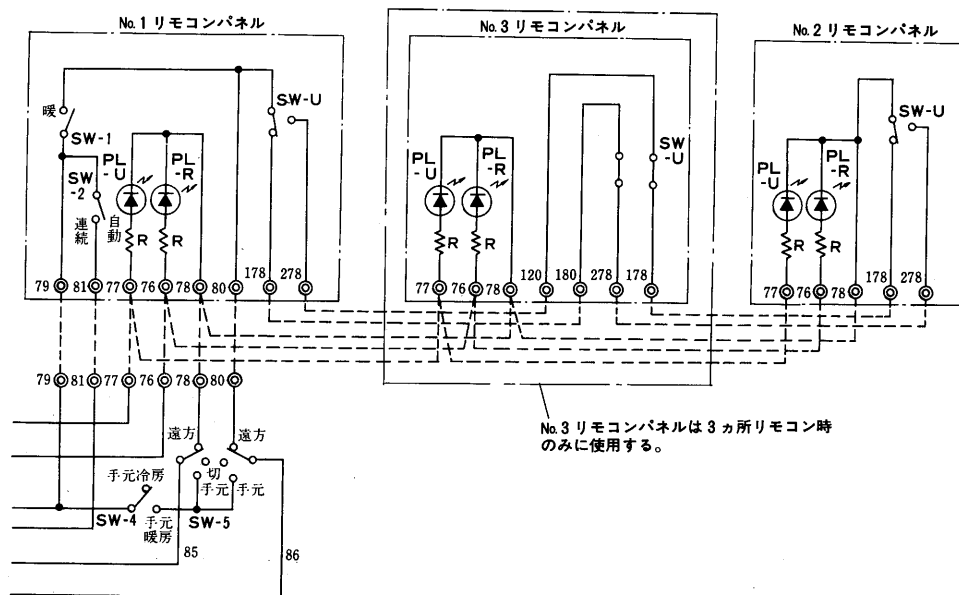 No.1 リモコンパネル
暖
SW-1
SW
-2
連続
自動
PL
-U
PL
-R
R
R
SW-U
79
81
77
76
78
80
178
278
No.3 リモコンパネル
PL
-U
PL
-R
R
R
SW
-U
77
76
78
120
180
278
178
No.2 リモコンパネル
PL
-U
PL
-R
R
R
SW-U
77
76
78
178
278
79
81
77
76
78
80
遠方
遠方
切
手元
手元
手元冷房
手元
暖房
SW-4
SW-5
85
86
No.3 リモコンパネルは3ヵ所リモコン時
のみに使用する。